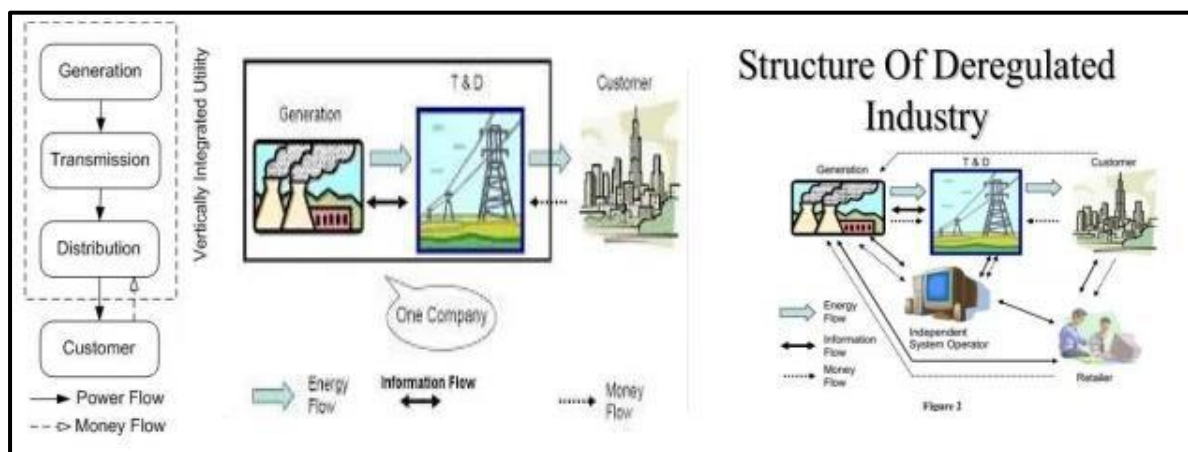 Generation
Transmission
Distribution
Customer
Power Flow
Money Flow
Vertically Integrated Utility
T & D
Customer
Generation
One Company
Energy
Flow
Information Flow
Money
Flow
Structure Of Deregulated
Industry
T & D
Generation
Customer
Energy
Flow
Information
Flow
Money
Flow
Independent
System Operator
Retailer
Figure 2